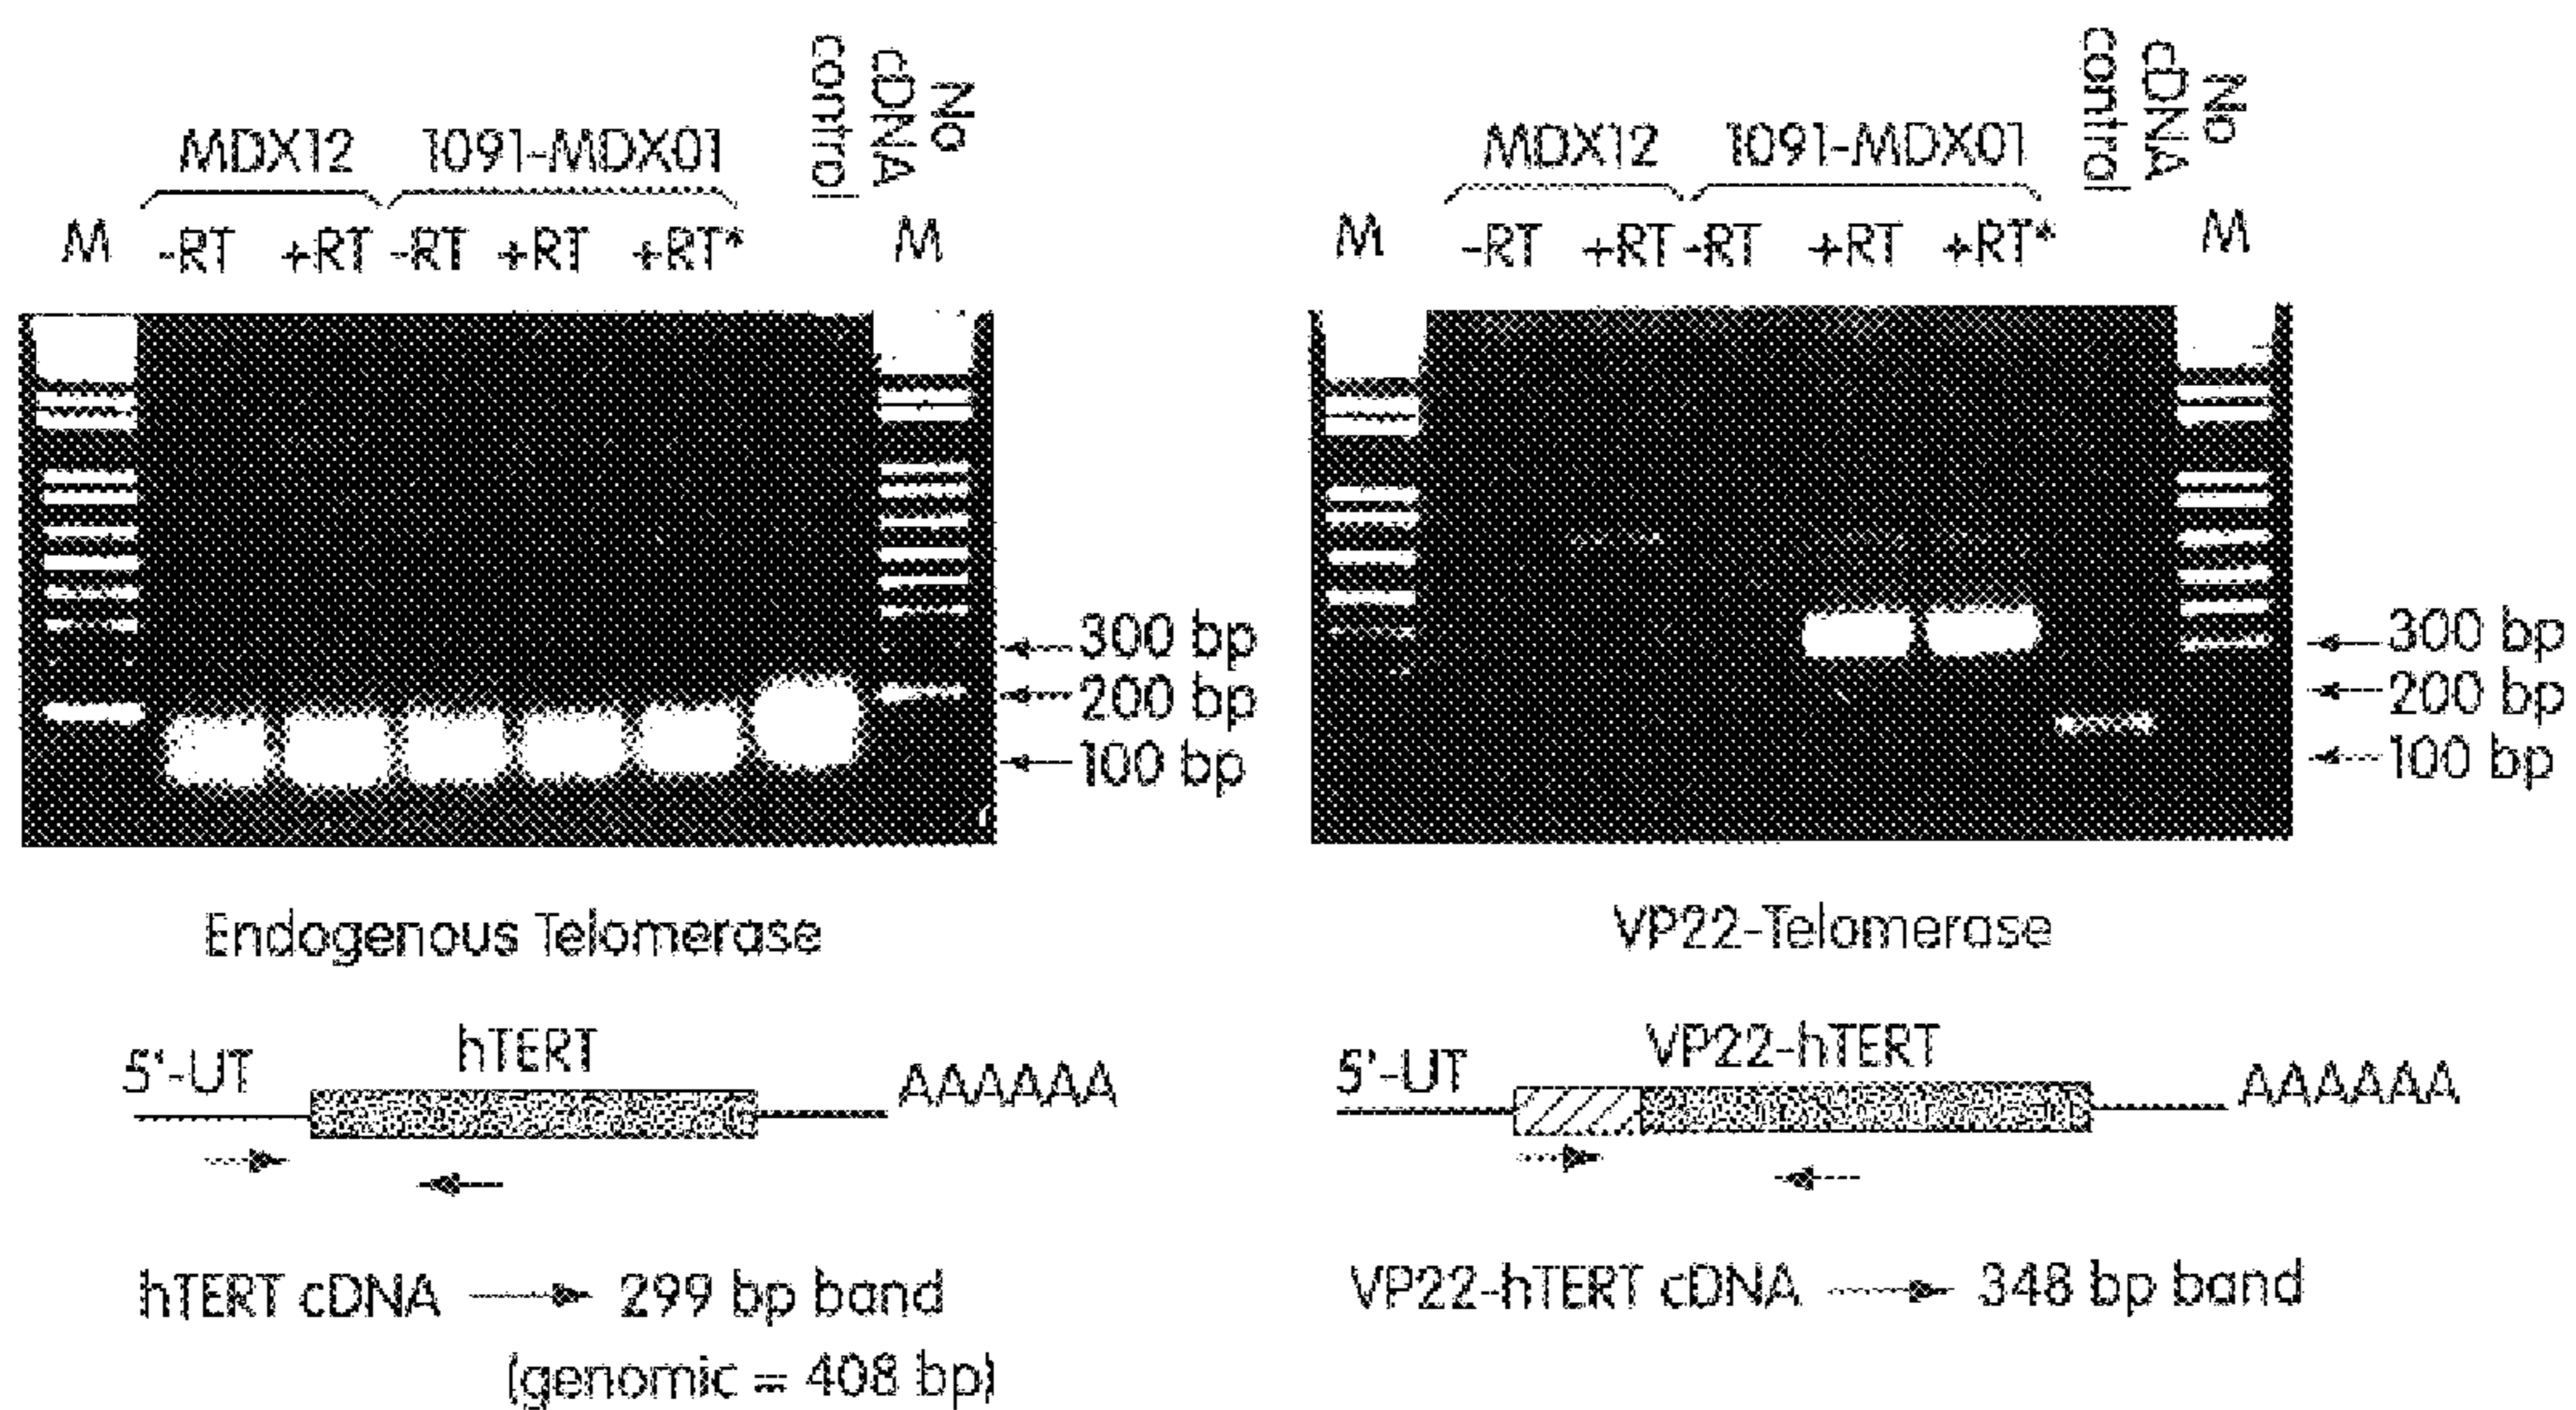 No
cDNA
control
MDX12 1091-MDX01
M -RT +RT -RT +RT +RT* M
300 bp
200 bp
100 bp
Endogenous Telomerase
5'-UT hTERT AAAAAA
hTERT cDNA 299 bp band
(genomic = 408 bp)
No
cDNA
control
MDX12 1091-MDX01
M -RT +RT -RT +RT +RT* M
300 bp
200 bp
100 bp
VP22-Telomerase
5'-UT VP22-hTERT AAAAAA
VP22-hTERT cDNA 348 bp band